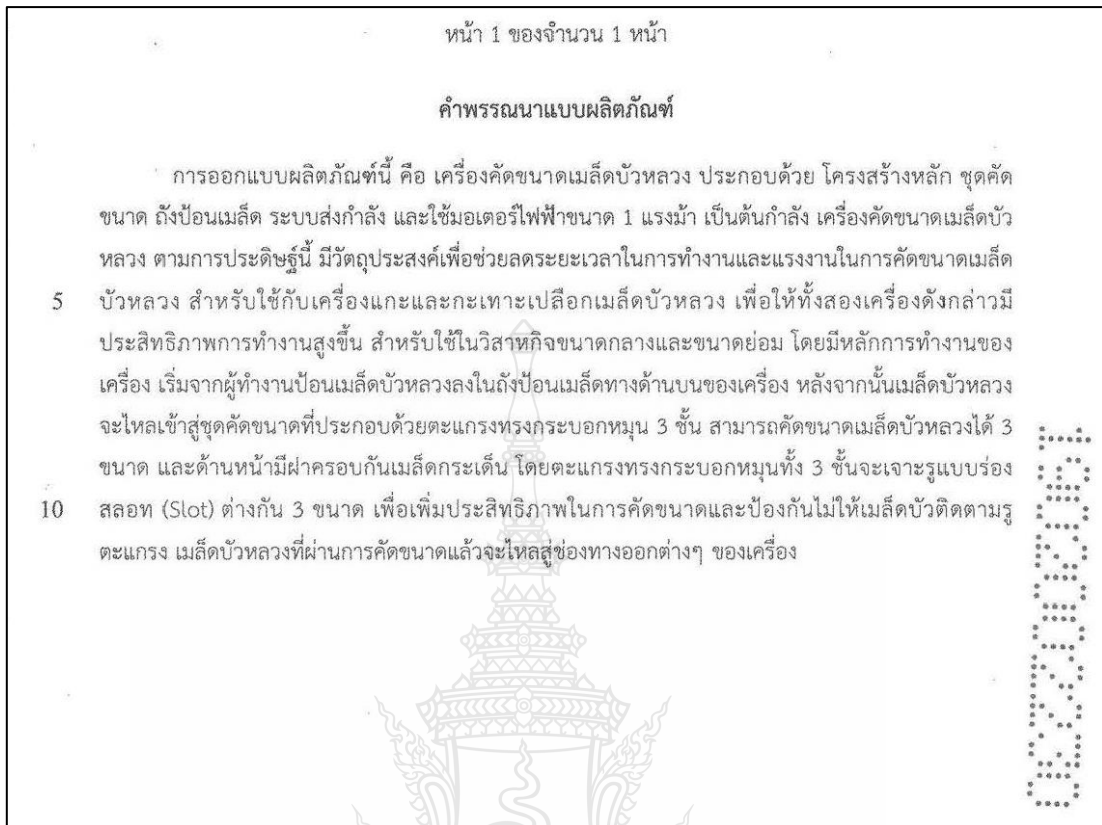 หน้า 1 ของจำนวน 1 หน้า
คำพรรณนาแบบผลิตภัณฑ์
การออกแบบผลิตภัณฑ์นี้ คือ เครื่องคัดขนาดเมล็ดบัวหลวง ประกอบด้วย โครงสร้างหลัก ชุดคัด
ขนาด ถังป้อนเมล็ด ระบบส่งกำลัง และใช้มอเตอร์ไฟฟ้าขนาด 1 แรงม้า เป็นต้นกำลัง เครื่องคัดขนาดเมล็ดบัว
หลวง ตามการประดิษฐ์นี้ มีวัตถุประสงค์เพื่อช่วยลดระยะเวลาในการทำงานและแรงงานในการคัดขนาดเมล็ด
5 บัวหลวง สำหรับใช้กับเครื่องแกะและกะเทาะเปลือกเมล็ดบัวหลวง เพื่อให้ทั้งสองเครื่องดังกล่าวมี
ประสิทธิภาพการทำงานสูงขึ้น สำหรับใช้ในวิสาหกิจขนาดกลางและขนาดย่อม โดยมีหลักการทำงานของ
เครื่อง เริ่มจากผู้ทำงานป้อนเมล็ดบัวหลวงลงในถังป้อนเมล็ดทางด้านบนของเครื่อง หลังจากนั้นเมล็ดบัวหลวง
จะไหลเข้าสู่ชุดคัดขนาดที่ประกอบด้วยตะแกรงทรงกระบอกหมุน 3 ชั้น สามารถคัดขนาดเมล็ดบัวหลวงได้ 3
ขนาด และด้านหน้ามีฝาครอบกันเมล็ดกระเด็น โดยตะแกรงทรงกระบอกหมุนทั้ง 3 ชั้นจะเจาะรูแบบร่อง
10 สลอท (Slot) ต่างกัน 3 ขนาด เพื่อเพิ่มประสิทธิภาพในการคัดขนาดและป้องกันไม่ให้เมล็ดบัวติดตามรู
ตะแกรง เมล็ดบัวหลวงที่ผ่านการคัดขนาดแล้วจะไหลสู่ช่องทางออกต่างๆ ของเครื่อง